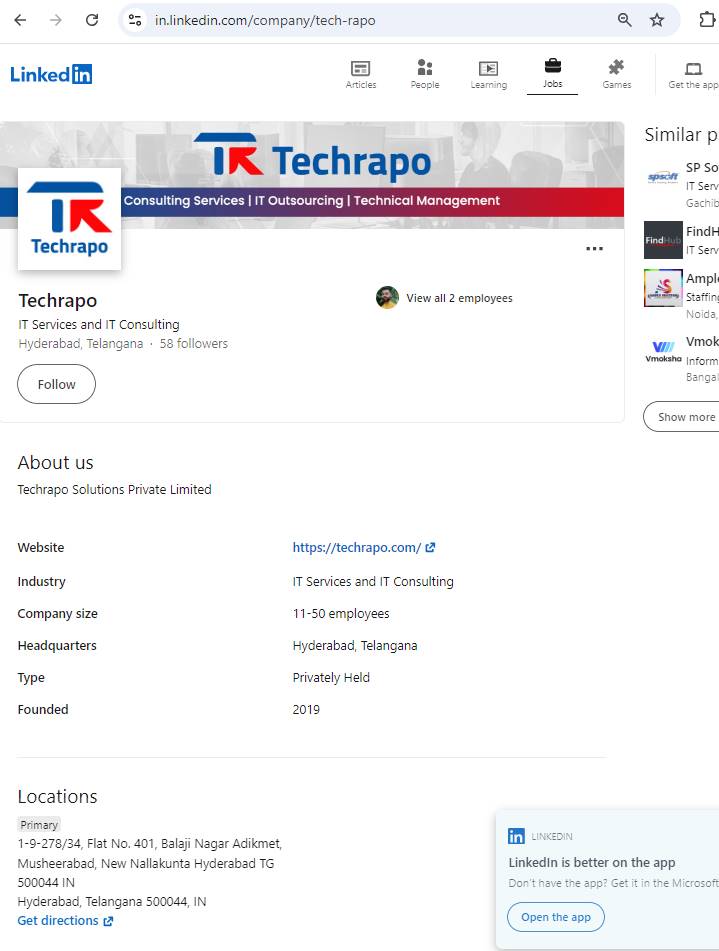 in.linkedin.com/company/tech-rapo
Linked in
Articles
People
Learning
Jobs
Games
Get the app
Techrapo
Consulting Services | IT Outsourcing | Technical Management
Techrapo
Techrapo
IT Services and IT Consulting
Hyderabad, Telangana · 58 followers
View all 2 employees
Follow
Similar p
spsoft
SP So
IT Serv
Gachib
FindHub
FindH
IT Serv
Ample
Staffing
Noida,
Vmoksha
Vmok
Inform
Bangal
Show more
About us
Techrapo Solutions Private Limited
Website https://techrapo.com/
Industry IT Services and IT Consulting
Company size 11-50 employees
Headquarters Hyderabad, Telangana
Type Privately Held
Founded 2019
Locations
Primary
1-9-278/34, Flat No. 401, Balaji Nagar Adikmet,
Musheerabad, New Nallakunta Hyderabad TG
500044 IN
Hyderabad, Telangana 500044, IN
Get directions
in LINKEDIN
LinkedIn is better on the app
Don't have the app? Get it in the Microsoft
Open the app